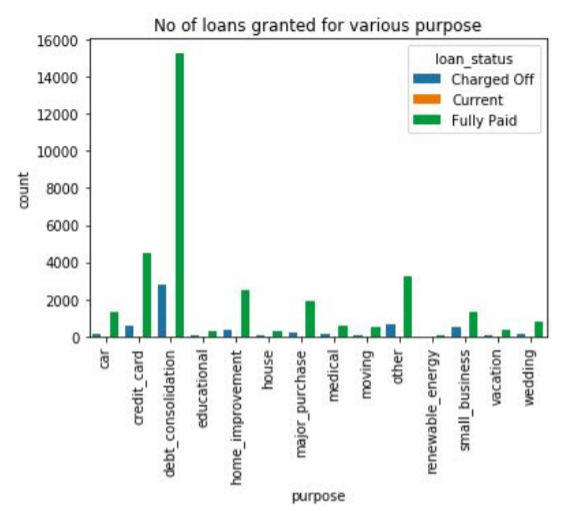 No of loans granted for various purpose
16000
14000
12000
10000
8000
6000
4000
2000
0
count
loan_status
Charged Off
Current
Fully Paid
car
credit_card
debt_consolidation
educational
home_improvement
house
major_purchase
medical
moving
other
renewable_energy
small_business
vacation
wedding
purpose